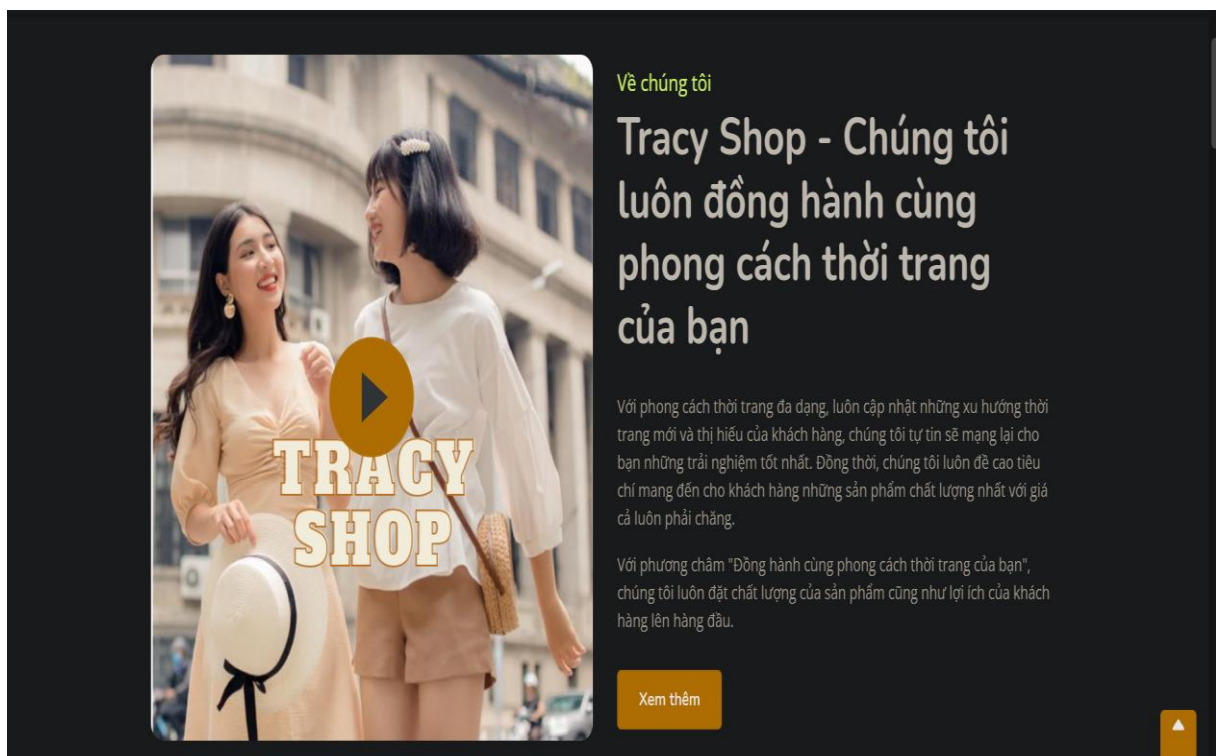 TRACY
SHOP
Về chúng tôi
Tracy Shop - Chúng tôi
luôn đồng hành cùng
phong cách thời trang
của bạn
Với phong cách thời trang đa dạng, luôn cập nhật những xu hướng thời
trang mới và thị hiếu của khách hàng, chúng tôi tự tin sẽ mạng lại cho
bạn những trải nghiệm tốt nhất. Đồng thời, chúng tôi luôn đề cao tiêu
chí mang đến cho khách hàng những sản phẩm chất lượng nhất với giá
cả luôn phải chăng.
Với phương châm "Đồng hành cùng phong cách thời trang của bạn",
chúng tôi luôn đặt chất lượng của sản phẩm cũng như lợi ích của khách
hàng lên hàng đầu.
Xem thêm